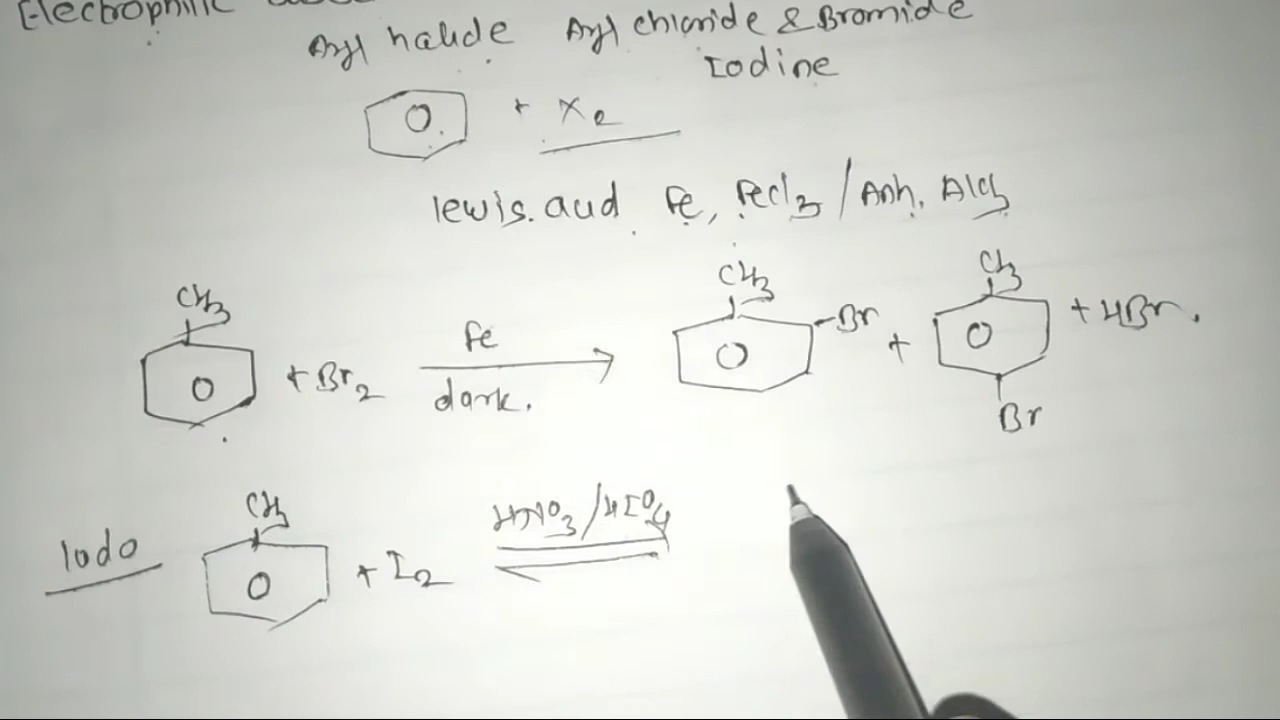 Electrophilic
Aryl halide Aryl chloride & Bromide
Iodine
+ X2
lewis. acid Fe, FeCl3 / Anh. AlCl3
CH3 + Br2 Fe dark. CH3 Br + CH3 Br + HBr.
Iodo CH3 + I2 HNO3/HIO4